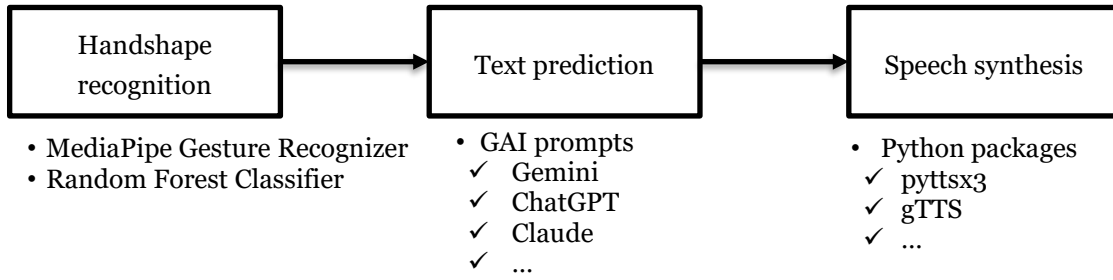 Handshape
recognition
Text prediction
Speech synthesis
• MediaPipe Gesture Recognizer
• Random Forest Classifier
• GAI prompts
✓ Gemini
✓ ChatGPT
✓ Claude
✓ ...
• Python packages
✓ pyttsx3
✓ gTTS
✓ ...